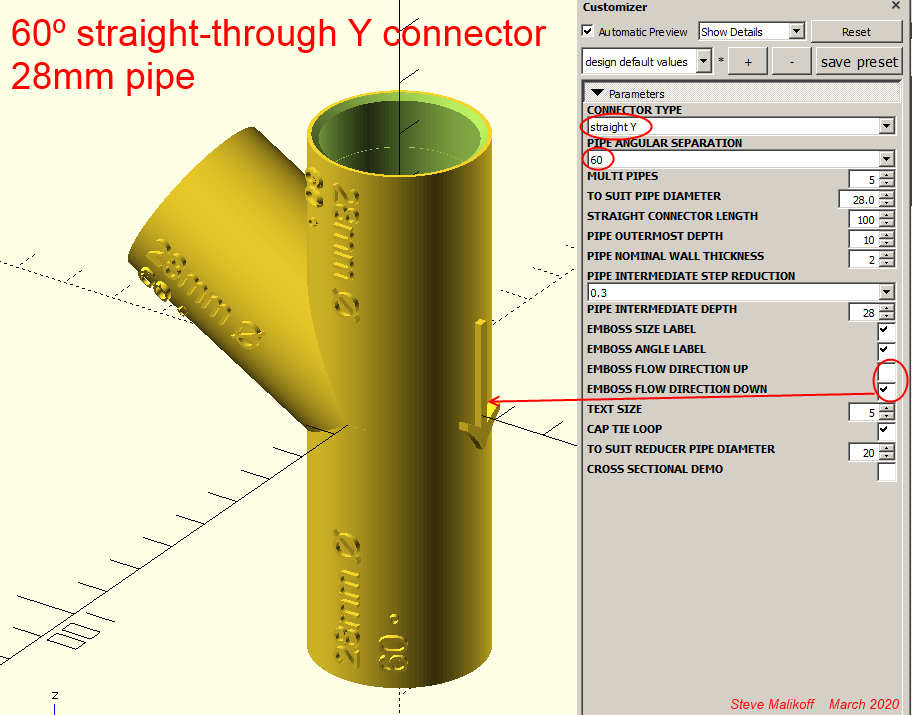 60º straight-through Y connector
28mm pipe
Customizer
Automatic Preview
Show Details
Reset
design default values
*
+
-
save preset
Parameters
CONNECTOR TYPE
straight Y
PIPE ANGULAR SEPARATION
60
MULTI PIPES
5
TO SUIT PIPE DIAMETER
28.0
STRAIGHT CONNECTOR LENGTH
100
PIPE OUTERMOST DEPTH
10
PIPE NOMINAL WALL THICKNESS
2
PIPE INTERMEDIATE STEP REDUCTION
0.3
PIPE INTERMEDIATE DEPTH
28
EMBOSS SIZE LABEL
EMBOSS ANGLE LABEL
EMBOSS FLOW DIRECTION UP
EMBOSS FLOW DIRECTION DOWN
TEXT SIZE
5
CAP TIE LOOP
TO SUIT REDUCER PIPE DIAMETER
20
CROSS SECTIONAL DEMO
28mm Ø
60°
28mm Ø
60°
28mm Ø
60°
z
Steve Malikoff March 2020